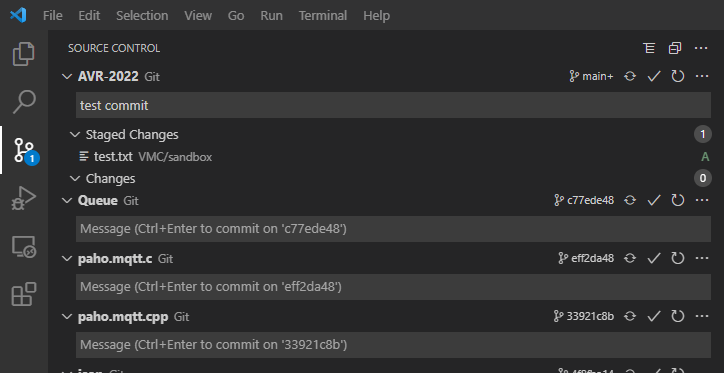 File Edit Selection View Go Run Terminal Help
SOURCE CONTROL
AVR-2022 Git main+
test commit
Staged Changes 1
test.txt VMC/sandbox A
Changes 0
1
Queue Git c77ede48
Message (Ctrl+Enter to commit on 'c77ede48')
paho.mqtt.c Git eff2da48
Message (Ctrl+Enter to commit on 'eff2da48')
paho.mqtt.cpp Git 33921c8b
Message (Ctrl+Enter to commit on '33921c8b')
Git